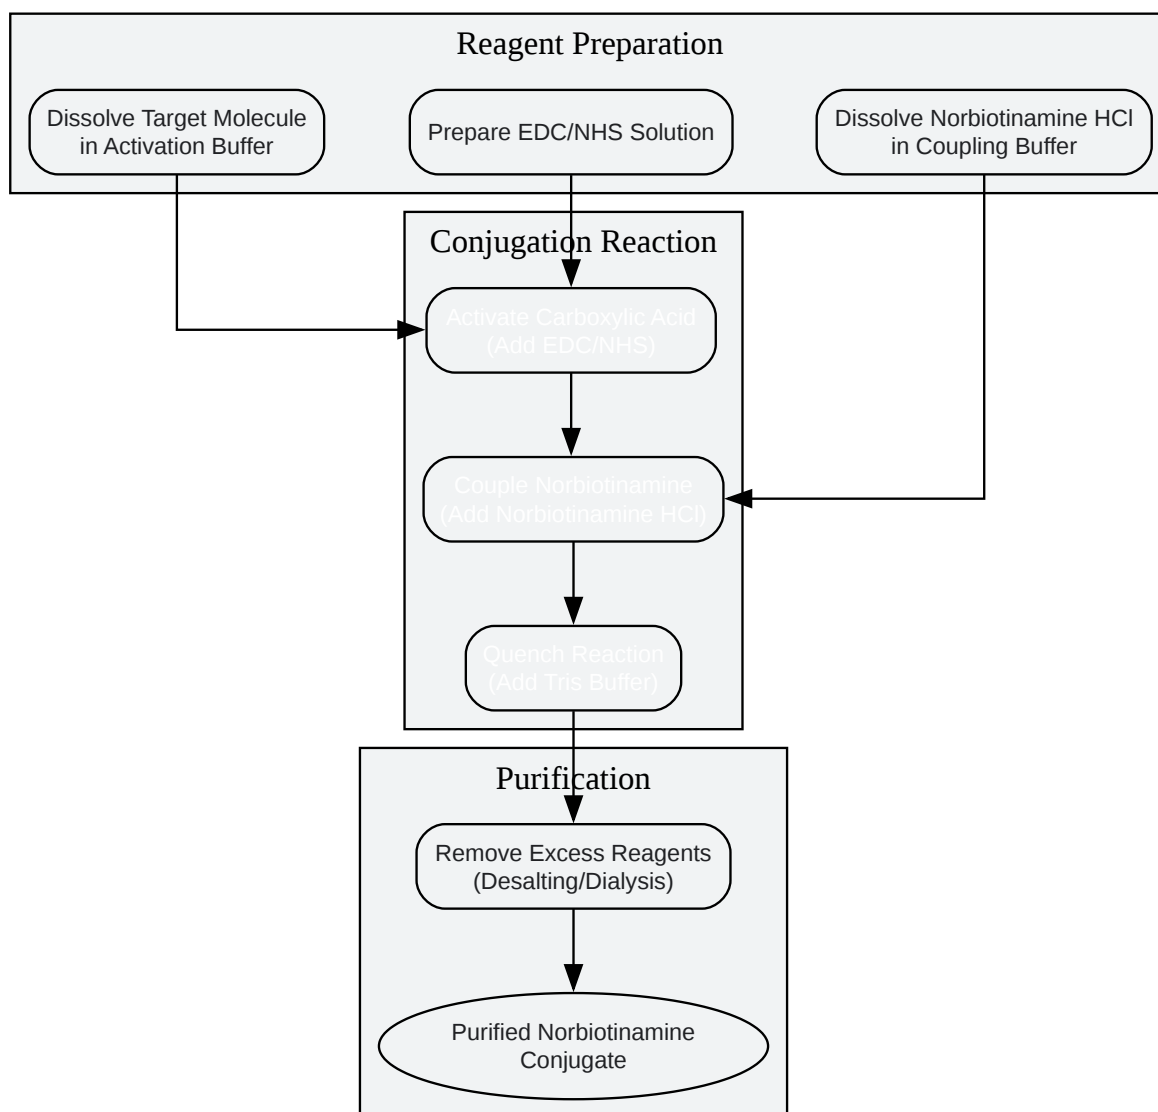 Reagent Preparation
Dissolve Target Molecule
in Activation Buffer
Prepare EDC/NHS Solution
Dissolve Norbiotinamine HCl
in Coupling Buffer
Conjugation Reaction
Activate Carboxylic Acid
(Add EDC/NHS)
Couple Norbiotinamine
(Add Norbiotinamine HCl)
Quench Reaction
(Add Tris Buffer)
Purification
Remove Excess Reagents
(Desalting/Dialysis)
Purified Norbiotinamine
Conjugate